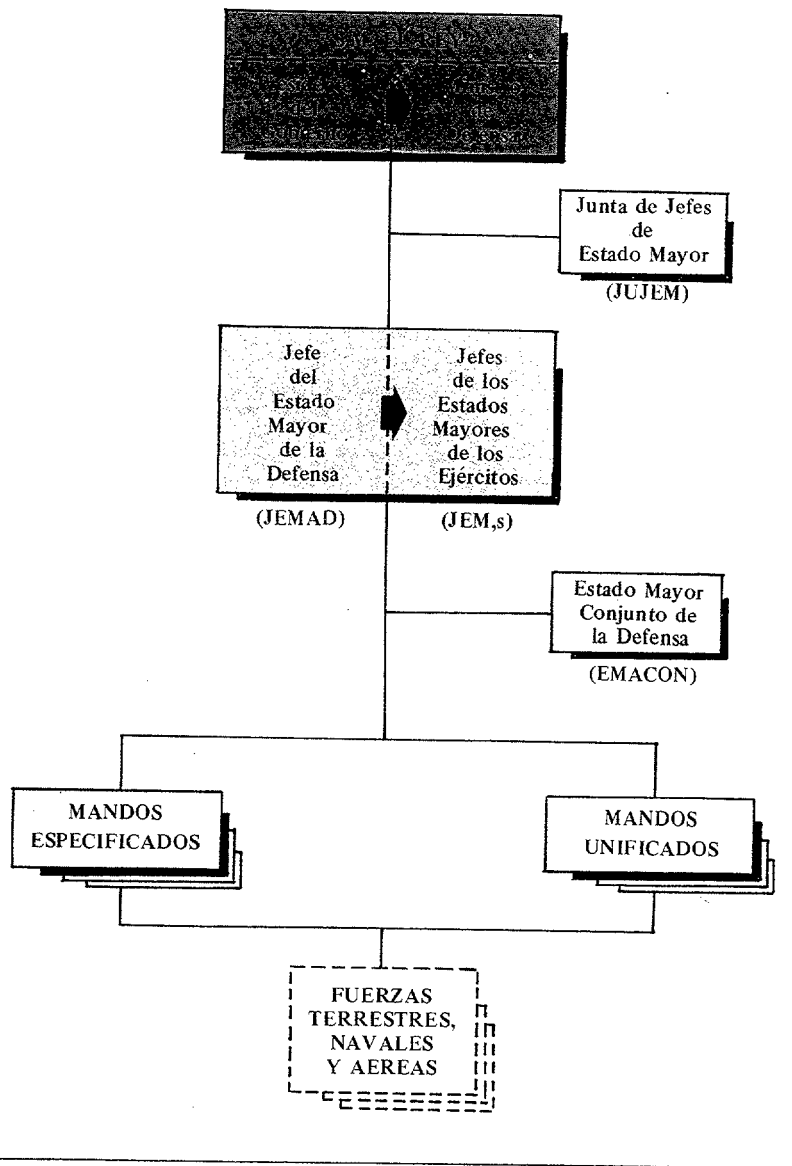 Junta de Jefes
de
Estado Mayor
(JUJEM)
Jefe
del
Estado
Mayor
de la
Defensa
(JEMAD)
Jefes
de los
Estados
Mayores
de los
Ejércitos
(JEM,s)
Estado Mayor
Conjunto de
la Defensa
(EMACON)
MANDOS
ESPECIFICADOS
MANDOS
UNIFICADOS
FUERZAS
TERRESTRES,
NAVALES
Y AEREAS